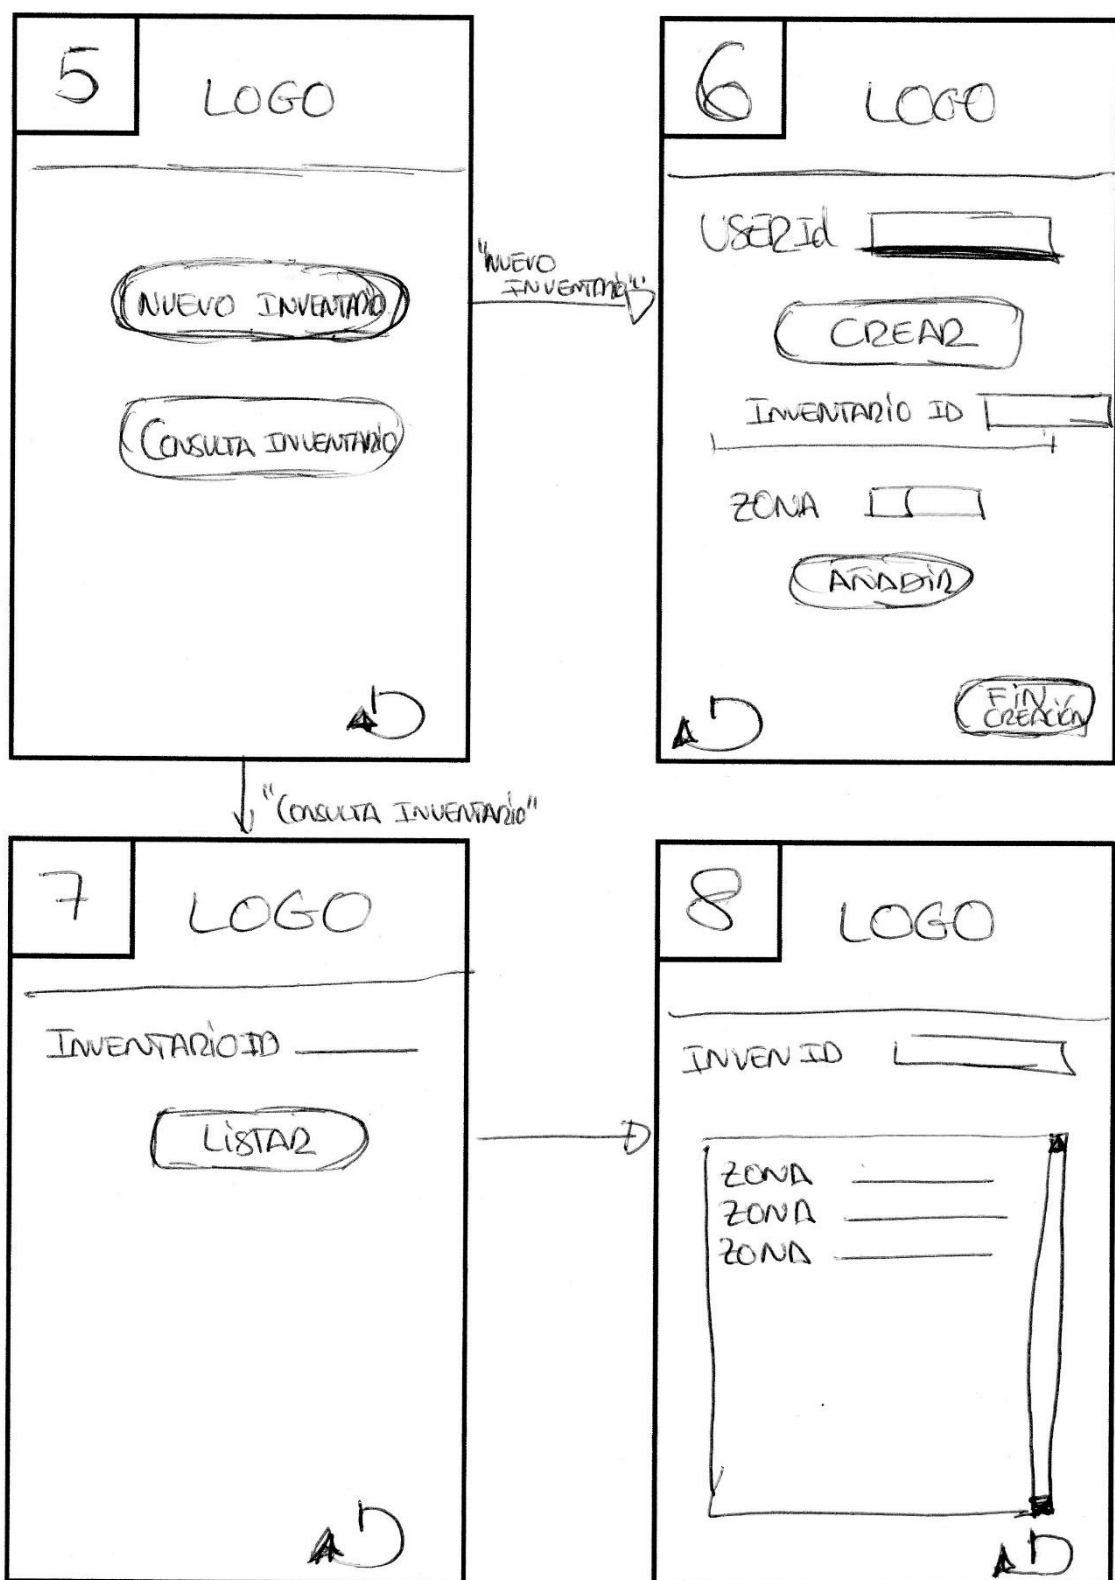 5
LOGO
NUEVO INVENTARIO
CONSULTA INVENTARIO
"NUEVO
INVENTARIO"
6
LOGO
USERId
CREAR
INVENTARIO ID
ZONA
AÑADIR
FIN
CREACIÓN
"CONSULTA INVENTARIO"
7
LOGO
INVENTARIO ID
LISTAR
8
LOGO
INVEN ID
ZONA
ZONA
ZONA